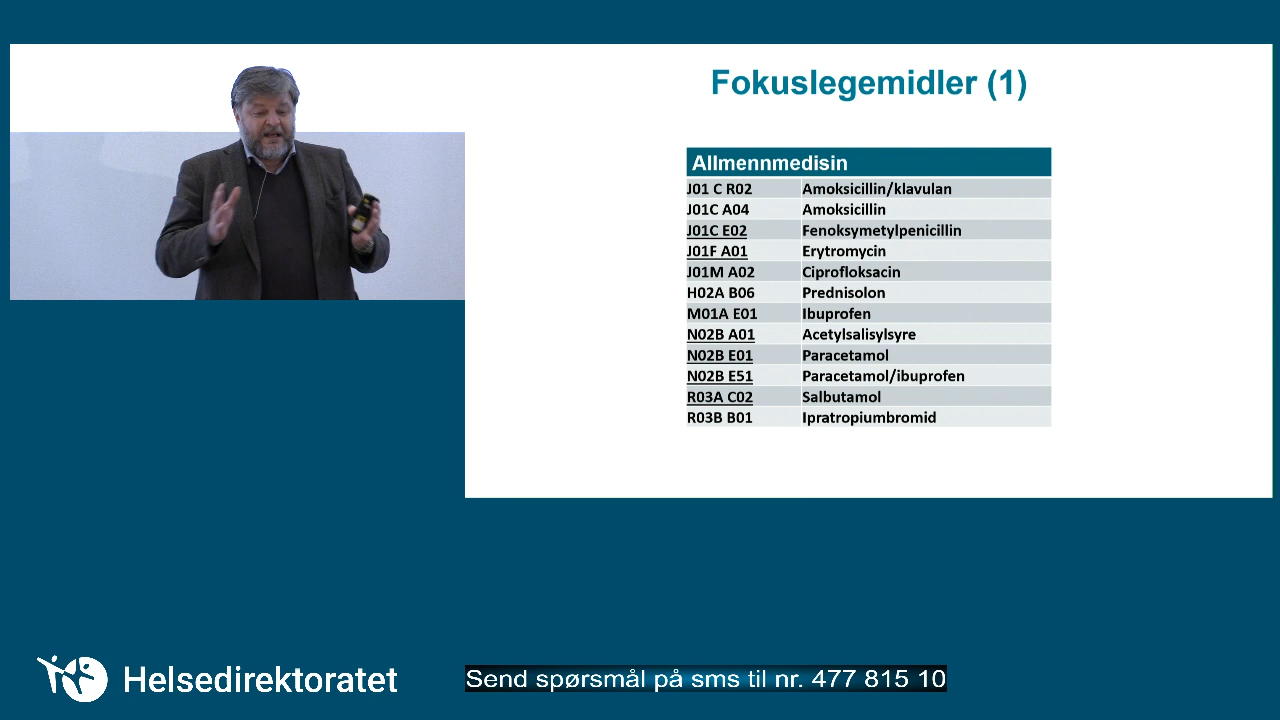 Fokuslegemidler (1)
Allmennmedisin
J01 C R02 Amoksicillin/klavulan
J01C A04 Amoksicillin
J01C E02 Fenoksymetylpenicillin
J01F A01 Erytromycin
J01M A02 Ciprofloksacin
H02A B06 Prednisolon
M01A E01 Ibuprofen
N02B A01 Acetylsalisylsyre
N02B E01 Paracetamol
N02B E51 Paracetamol/ibuprofen
R03A C02 Salbutamol
R03B B01 Ipratropiumbromid
Helsedirektoratet
Send spørsmål på sms til nr. 477 815 10